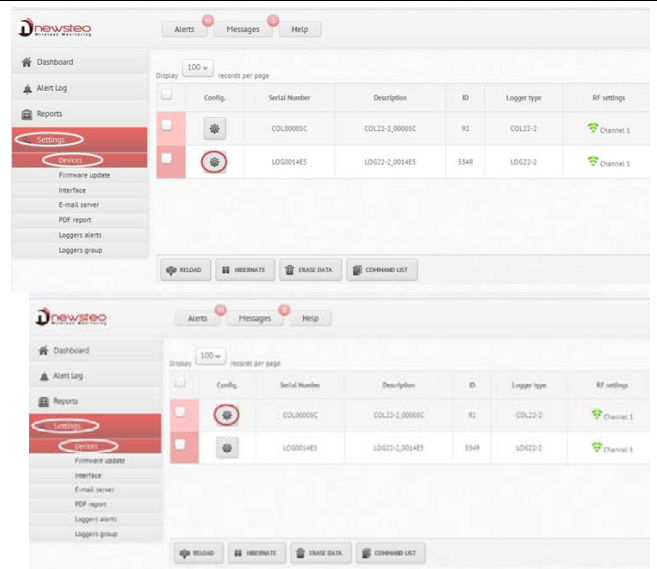 newsteo
Wireless Monitoring
11
3
Alerts Messages Help
Dashboard
Alert Log
Reports
Settings
Devices
Firmware update
Interface
E-mail server
PDF report
Loggers alerts
Loggers group
Display 100 records per page
Config. Serial Number Description ID Logger type RF settings
COL00005C COL22-2_00005C 92 COL22-2 Channel 1
LOG0014E5 LOG22-2_0014E5 5349 LOG22-2 Channel 1
RELOAD HIBERNATE ERASE DATA COMMAND LIST
newsteo
Wireless Monitoring
Alerts Messages Help
Dashboard
Alert Log
Reports
Settings
Devices
Firmware update
Interface
E-mail server
PDF report
Loggers alerts
Loggers group
Display 100 records per page
Config. Serial Number Description ID Logger type RF settings
COL00005C COL22-2_00005C 92 COL22-2 Channel 1
LOG0014E5 LOG22-2_0014E5 5349 LOG22-2 Channel 1
RELOAD HIBERNATE ERASE DATA COMMAND LIST